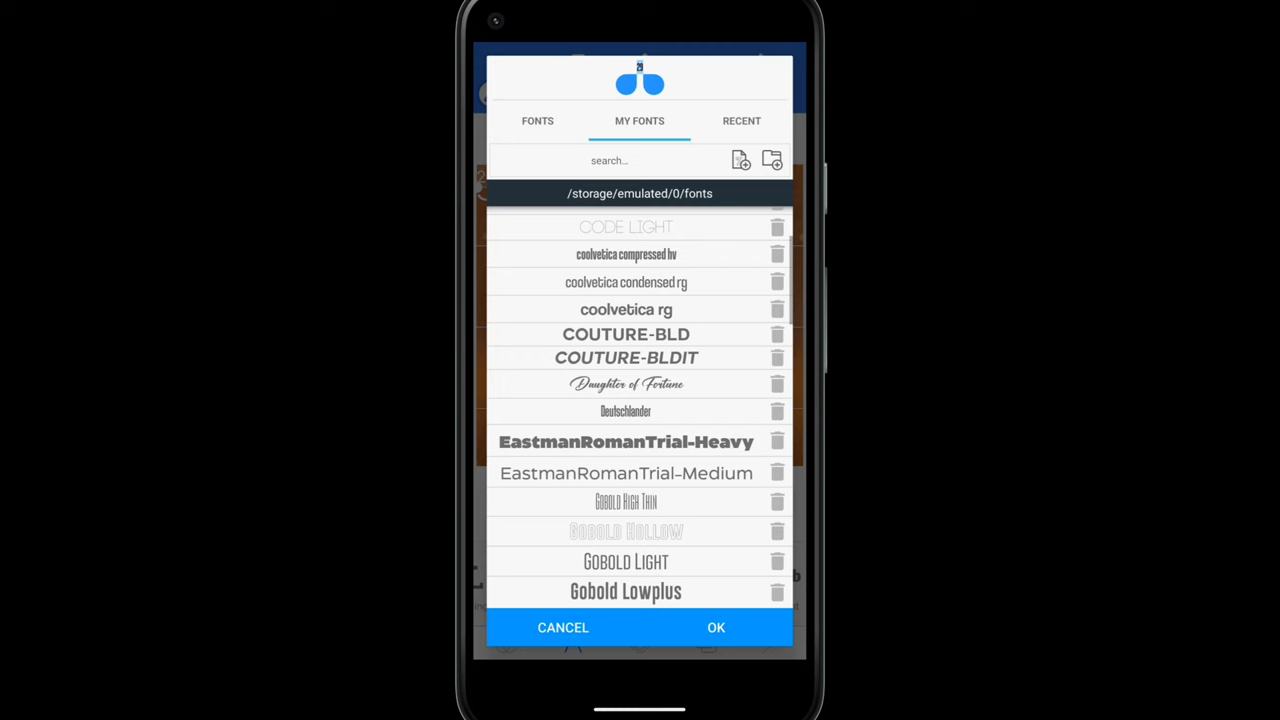 25
FONTS MY FONTS RECENT
search...
/storage/emulated/0/fonts
CODE LIGHT
coolvetica compressed hv
coolvetica condensed rg
coolvetica rg
COUTURE-BLD
COUTURE-BLDIT
Daughter of Fortune
Deutschlander
EastmanRomanTrial-Heavy
EastmanRomanTrial-Medium
GOBOLD HIGH THIN
GOBOLD HOLLOW
GOBOLD LIGHT
Gobold Lowplus
CANCEL OK